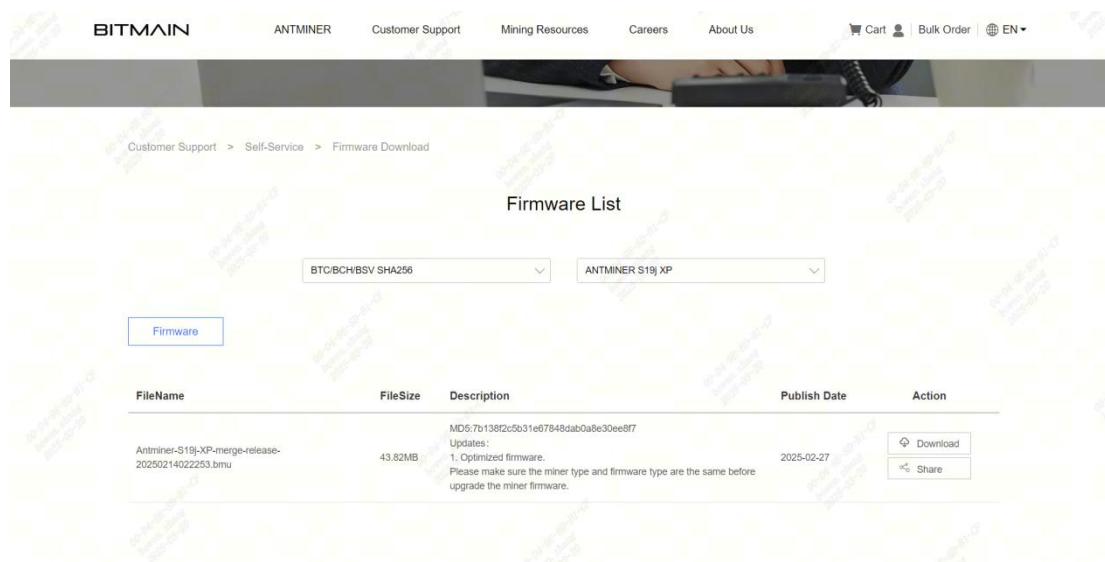 BITMAIN ANTMINER Customer Support Mining Resources Careers About Us Cart Bulk Order EN
Customer Support > Self-Service > Firmware Download
Firmware List
BTC/BCH/BSV SHA256 ANTMINER S19j XP
Firmware
FileName FileSize Description Publish Date Action
Antminer-S19j-XP-merge-release-
20250214022253.bmu
43.82MB
MD5:7b138f2c5b31e67848dab0a8e30ee8f7
Updates:
1. Optimized firmware.
Please make sure the miner type and firmware type are the same before
upgrade the miner firmware.
2025-02-27
Download
Share